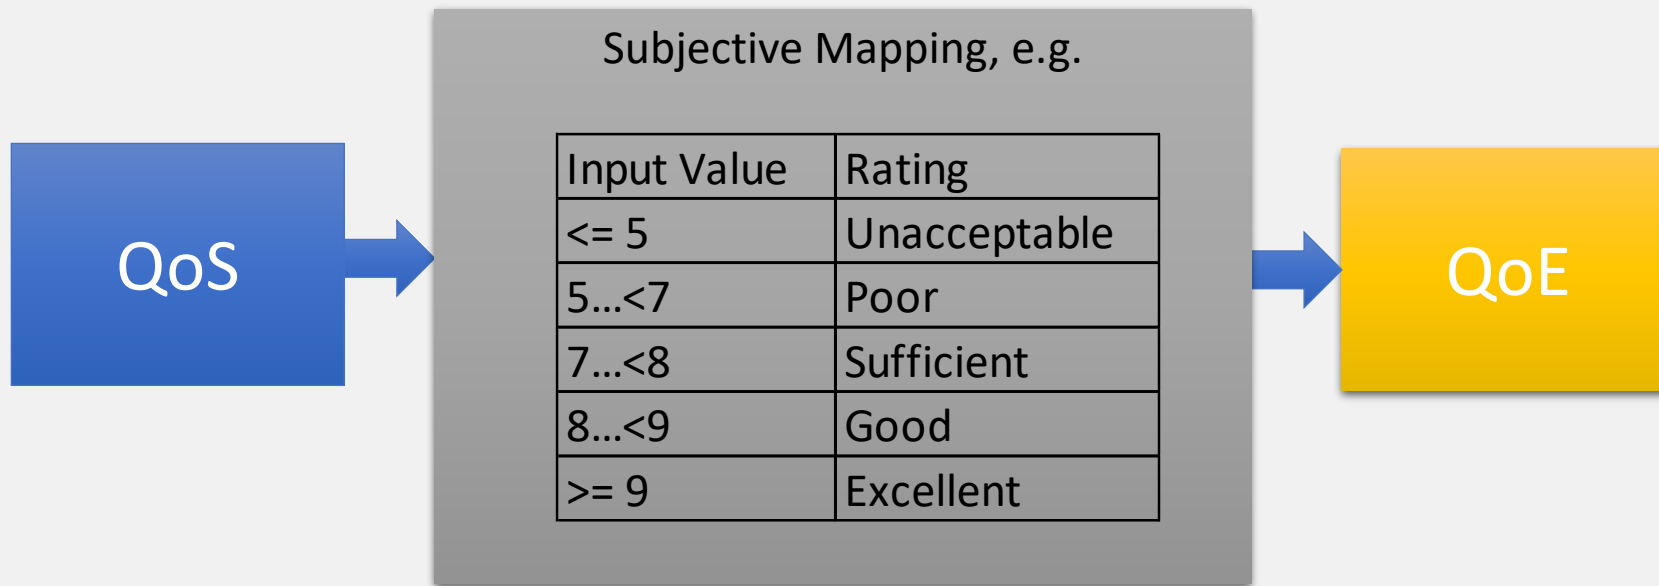 Subjective Mapping, e.g.
QoS
Input Value Rating
<= 5 Unacceptable
5...<7 Poor
7...<8 Sufficient
8...<9 Good
>= 9 Excellent
QoE